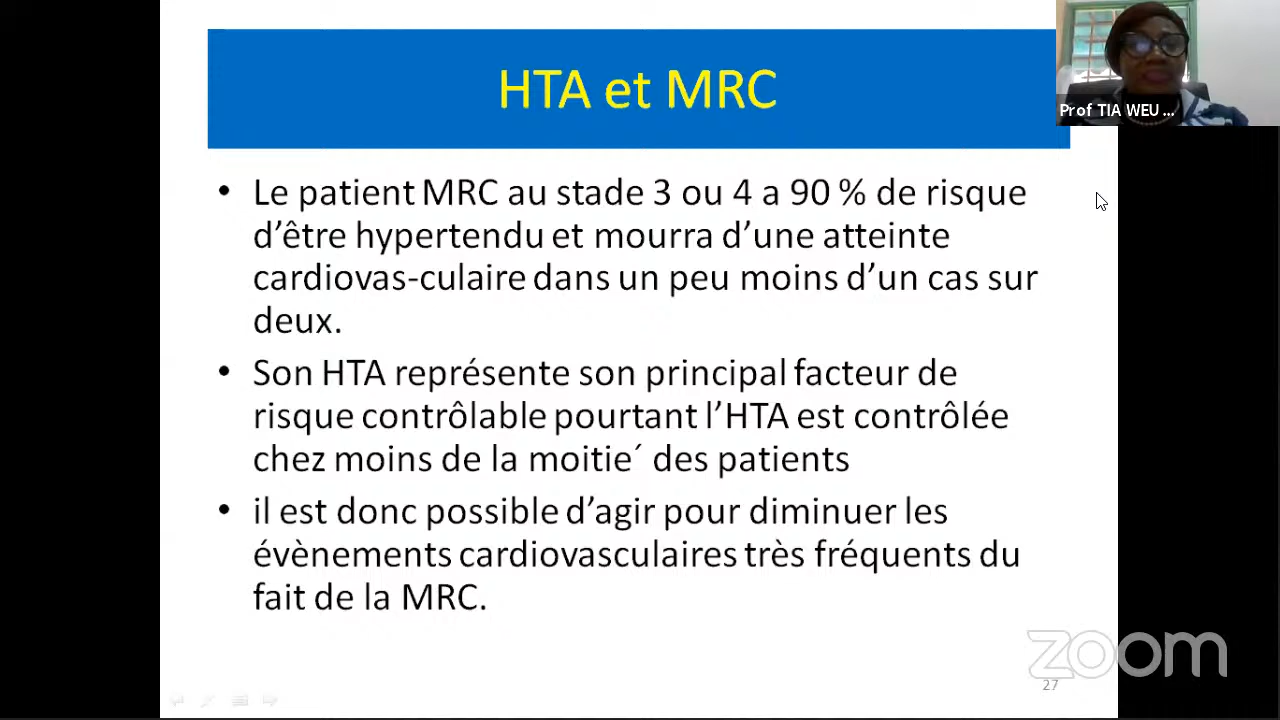 HTA et MRC
Prof TIA WEU ...
• Le patient MRC au stade 3 ou 4 a 90 % de risque
d’être hypertendu et mourra d’une atteinte
cardiovas-culaire dans un peu moins d’un cas sur
deux.
• Son HTA représente son principal facteur de
risque contrôlable pourtant l’HTA est contrôlée
chez moins de la moitie´ des patients
• il est donc possible d’agir pour diminuer les
évènements cardiovasculaires très fréquents du
fait de la MRC.
zoom
27